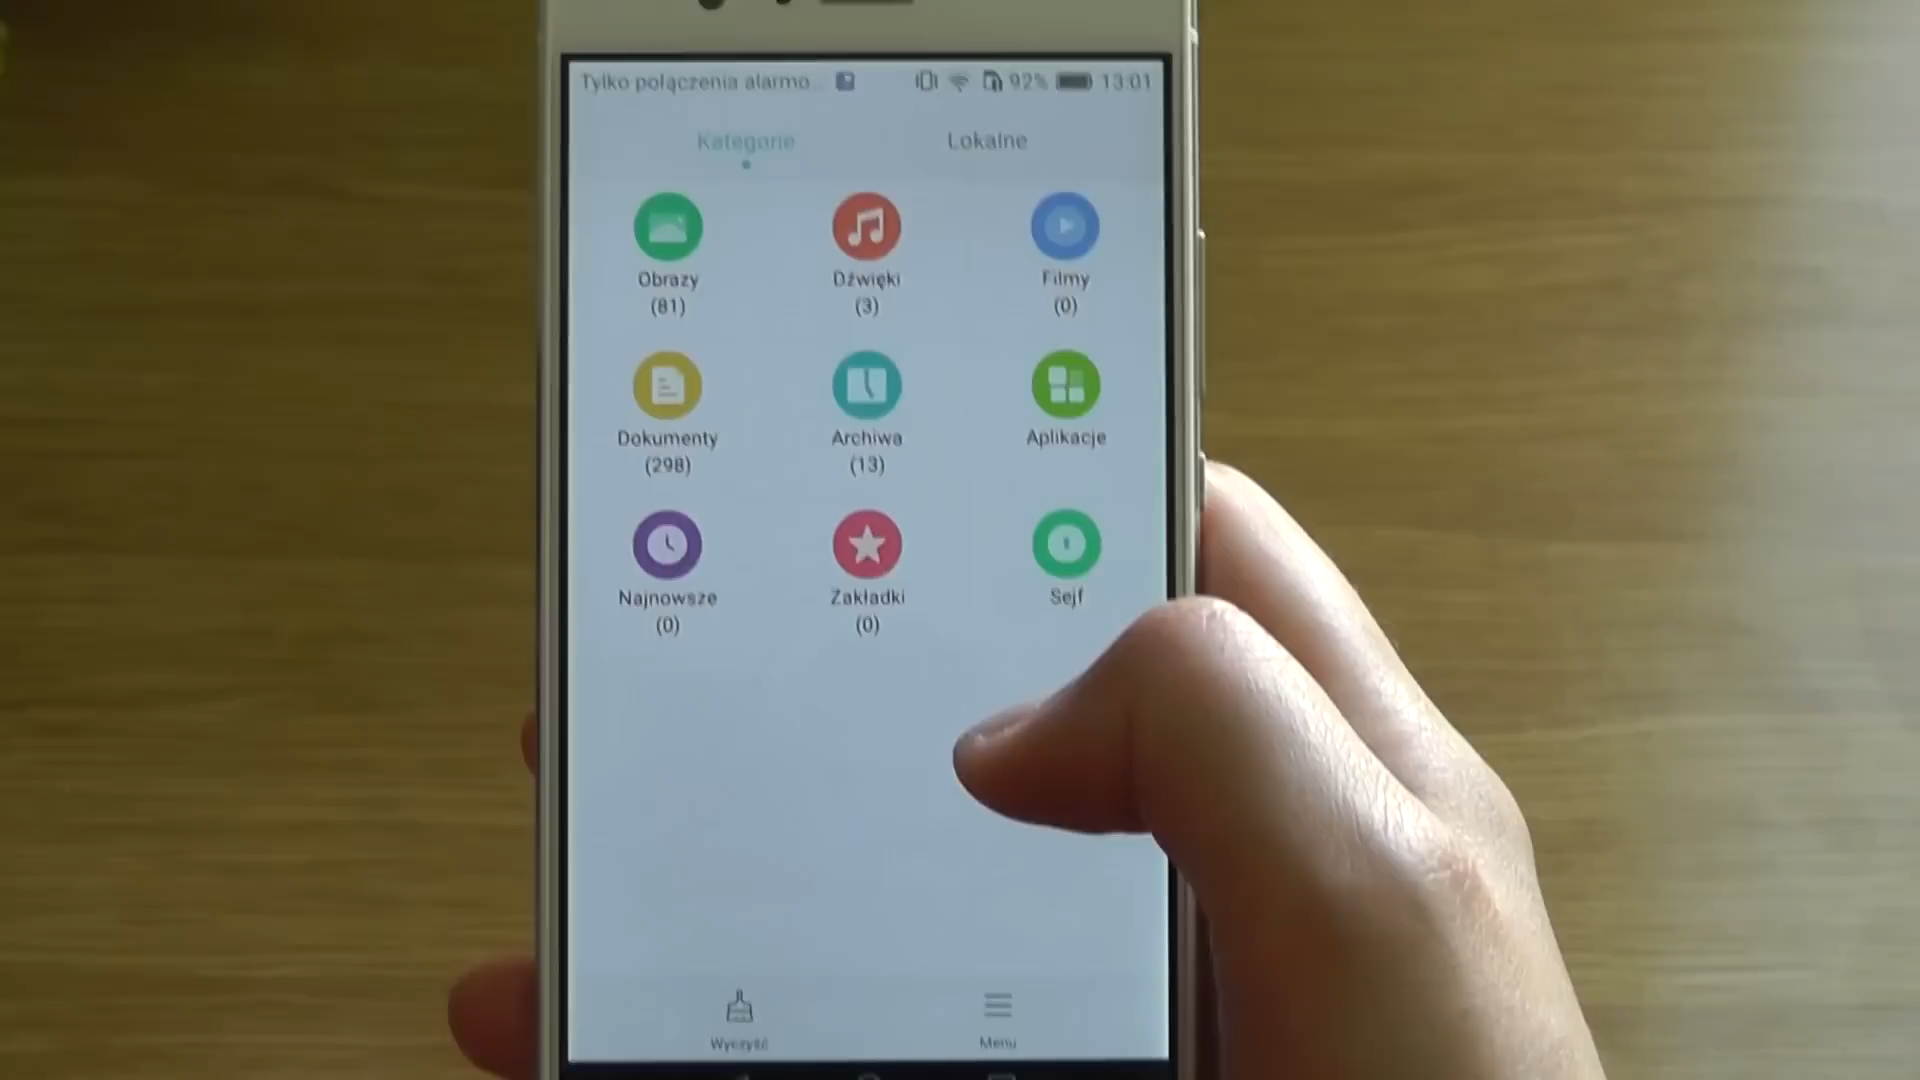 Tylko połączenia alarmo... 92% 13:01
Kategorie Lokalne
Obrazy Dźwięki Filmy
(81) (3) (0)
Dokumenty Archiwa Aplikacje
(298) (13)
Najnowsze Zakładki Sejf
(0) (0)
Wyczyść Menu